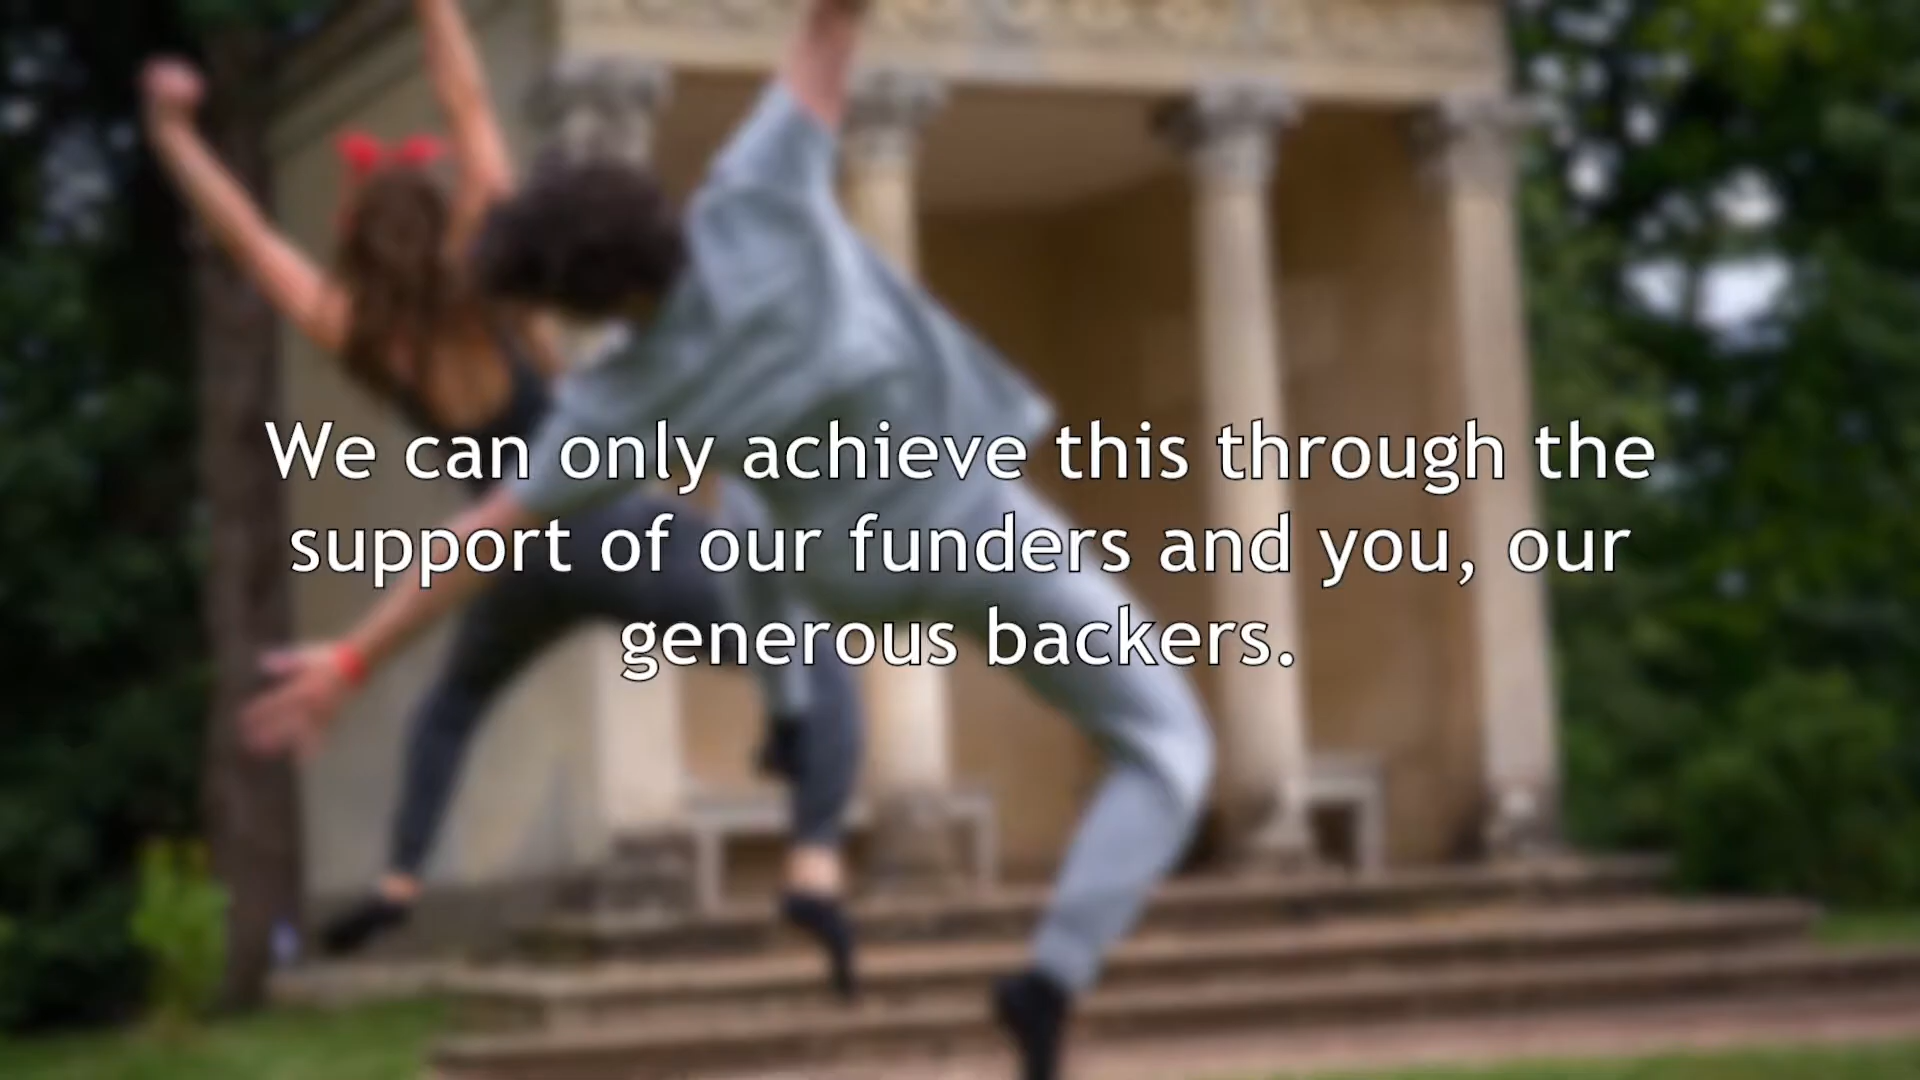 We can only achieve this through the
support of our funders and you, our
generous backers.